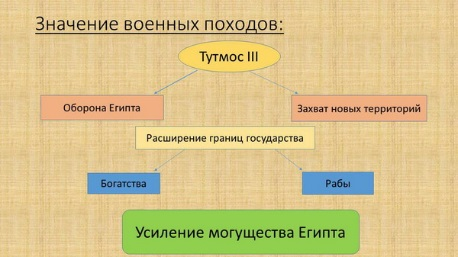 Значение военных походов:
Тутмос III
Оборона Египта
Захват новых территорий
Расширение границ государства
Богатства
Рабы
Усиление могущества Египта